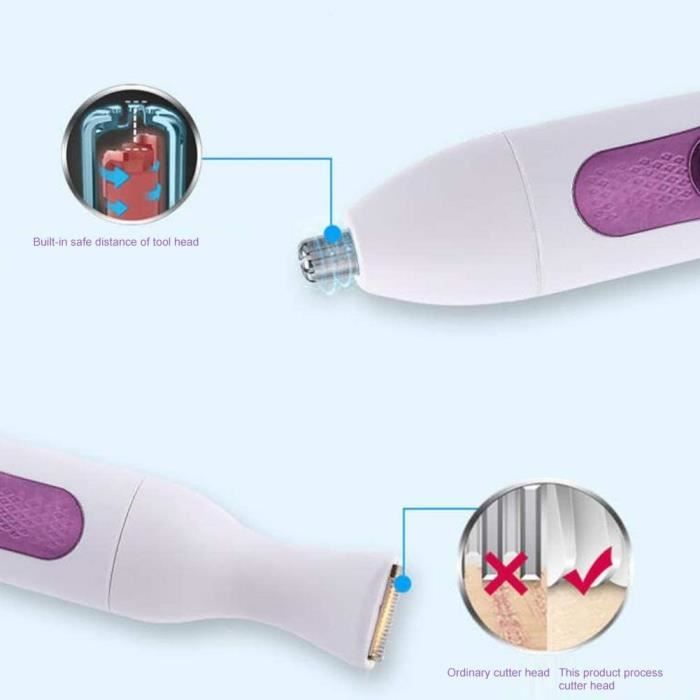 Built-in safe distance of tool head
Ordinary cutter head
This product process
cutter head